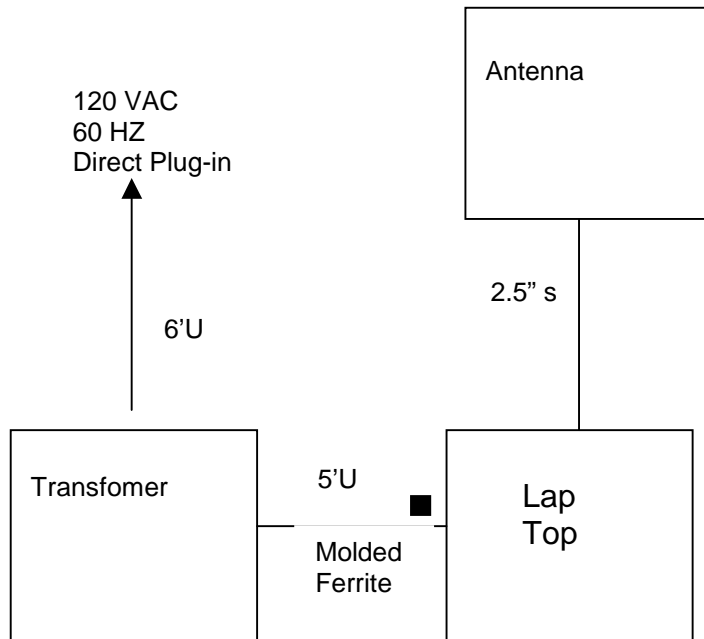 Antenna
120 VAC
60 HZ
Direct Plug-in
2.5” s
6’U
Transfomer
5’U
Lap
Top
Molded
Ferrite